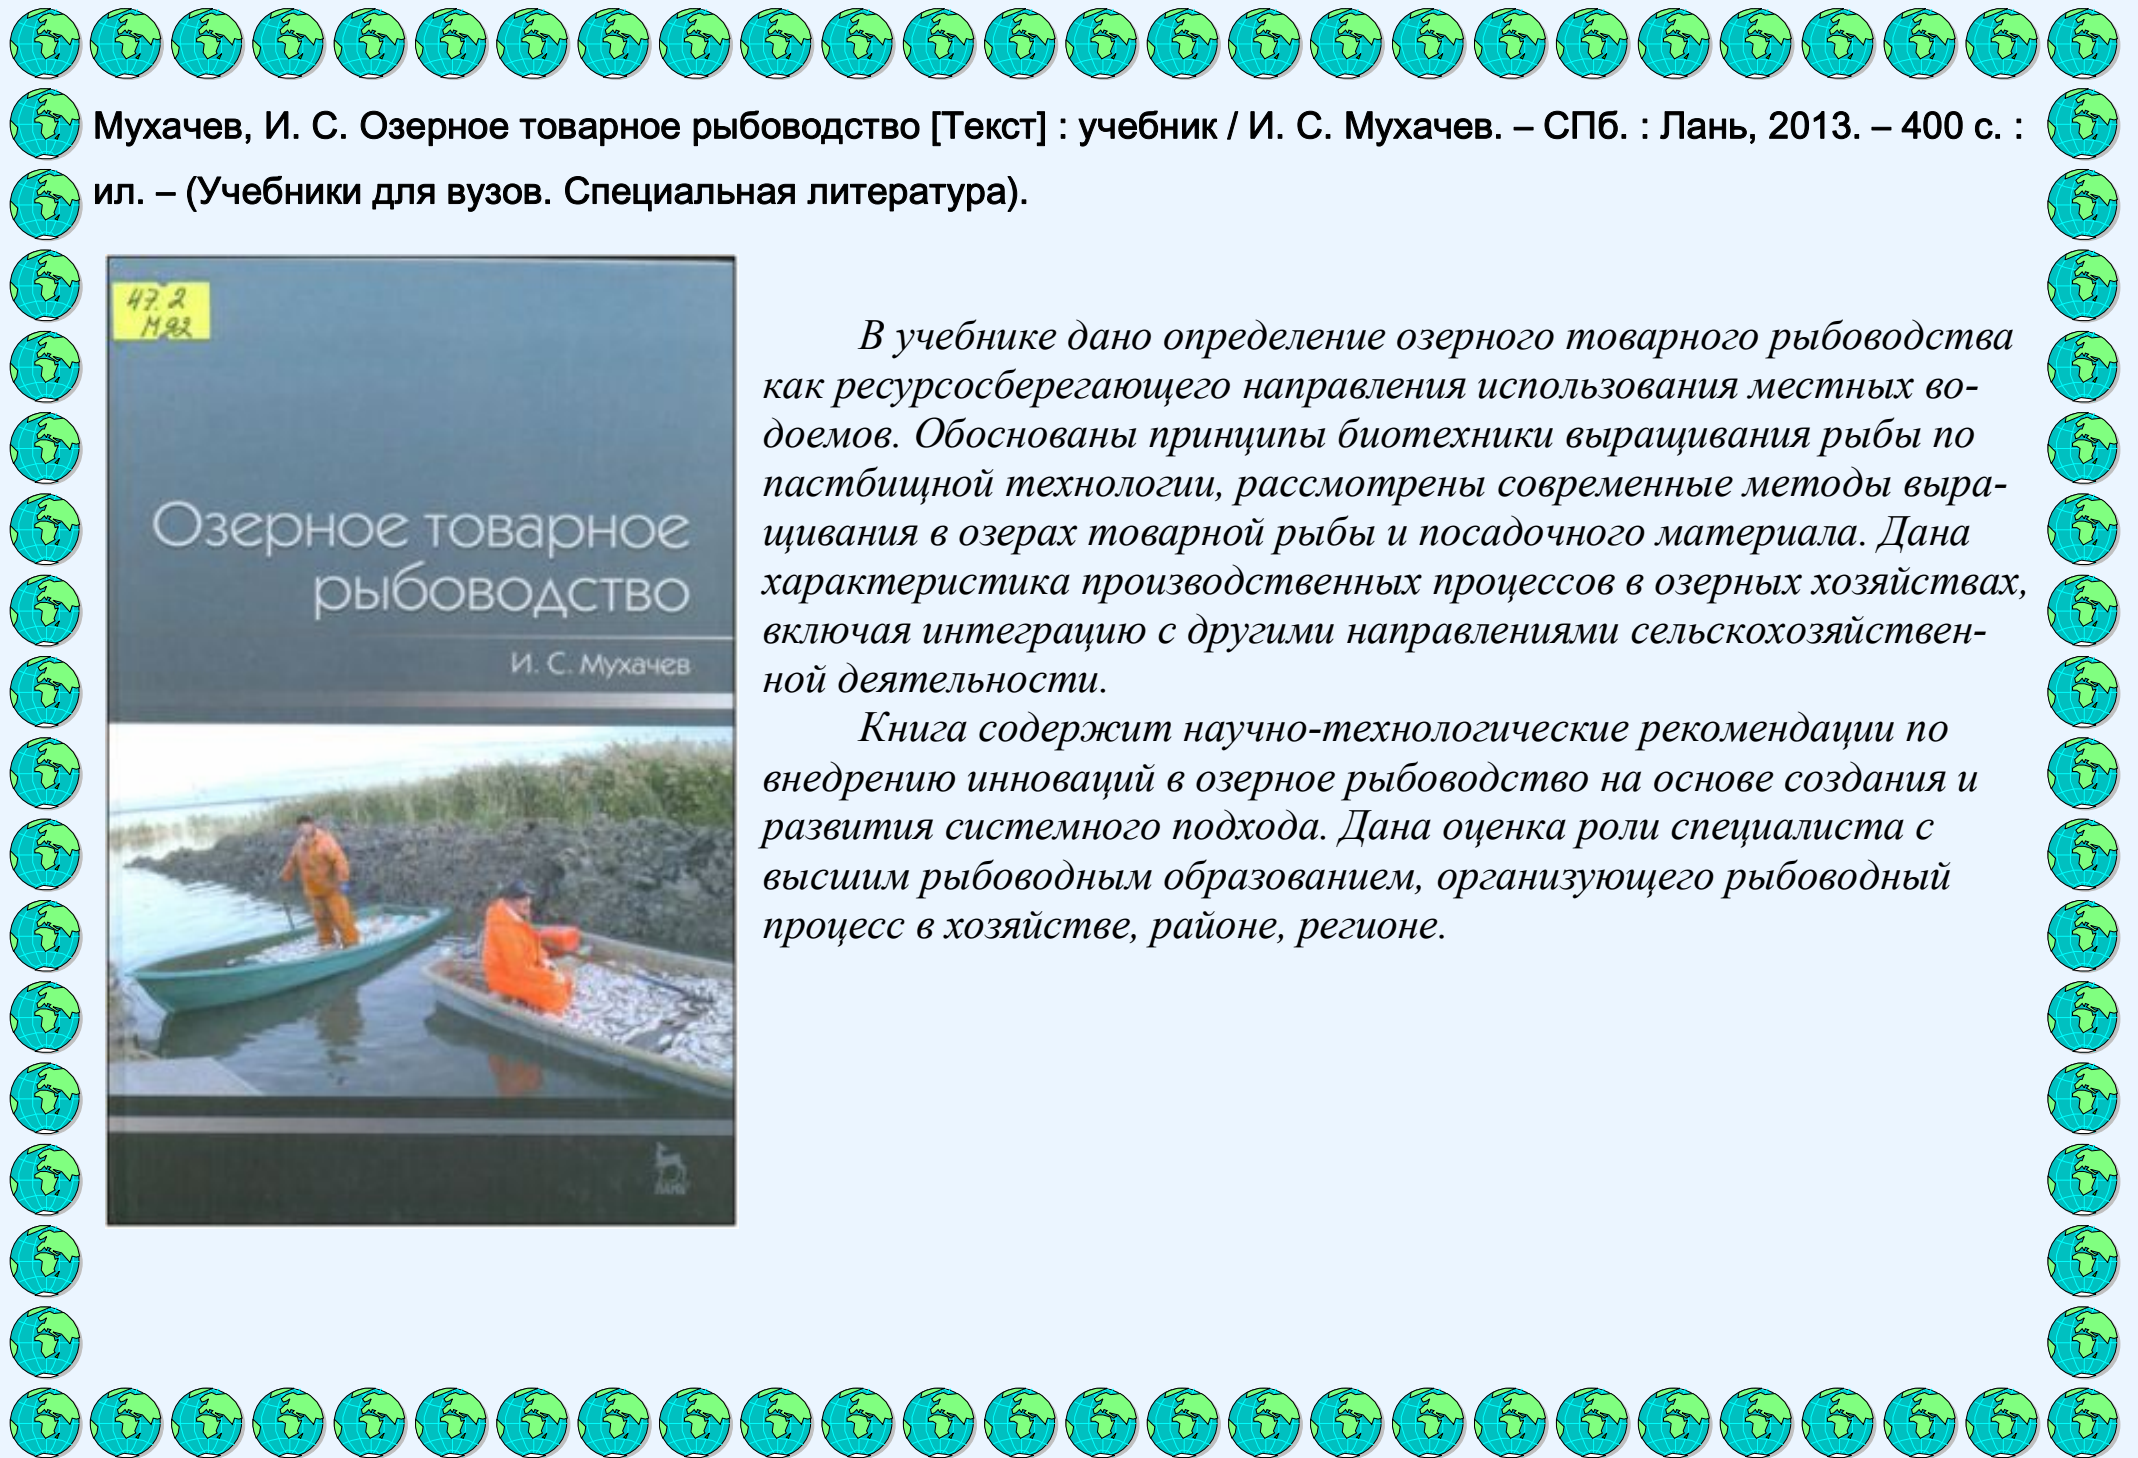 Мухачев, И. С. Озерное товарное рыбоводство [Текст] : учебник / И. С. Мухачев. – СПб. : Лань, 2013. – 400 с. :
ил. – (Учебники для вузов. Специальная литература).
47.2
М92
Озерное товарное
рыбоводство
И. С. Мухачев
ЛАНЬ
В учебнике дано определение озерного товарного рыбоводства
как ресурсосберегающего направления использования местных во-
доемов. Обоснованы принципы биотехники выращивания рыбы по
пастбищной технологии, рассмотрены современные методы выра-
щивания в озерах товарной рыбы и посадочного материала. Дана
характеристика производственных процессов в озерных хозяйствах,
включая интеграцию с другими направлениями сельскохозяйствен-
ной деятельности.
Книга содержит научно-технологические рекомендации по
внедрению инноваций в озерное рыбоводство на основе создания и
развития системного подхода. Дана оценка роли специалиста с
высшим рыбоводным образованием, организующего рыбоводный
процесс в хозяйстве, районе, регионе.